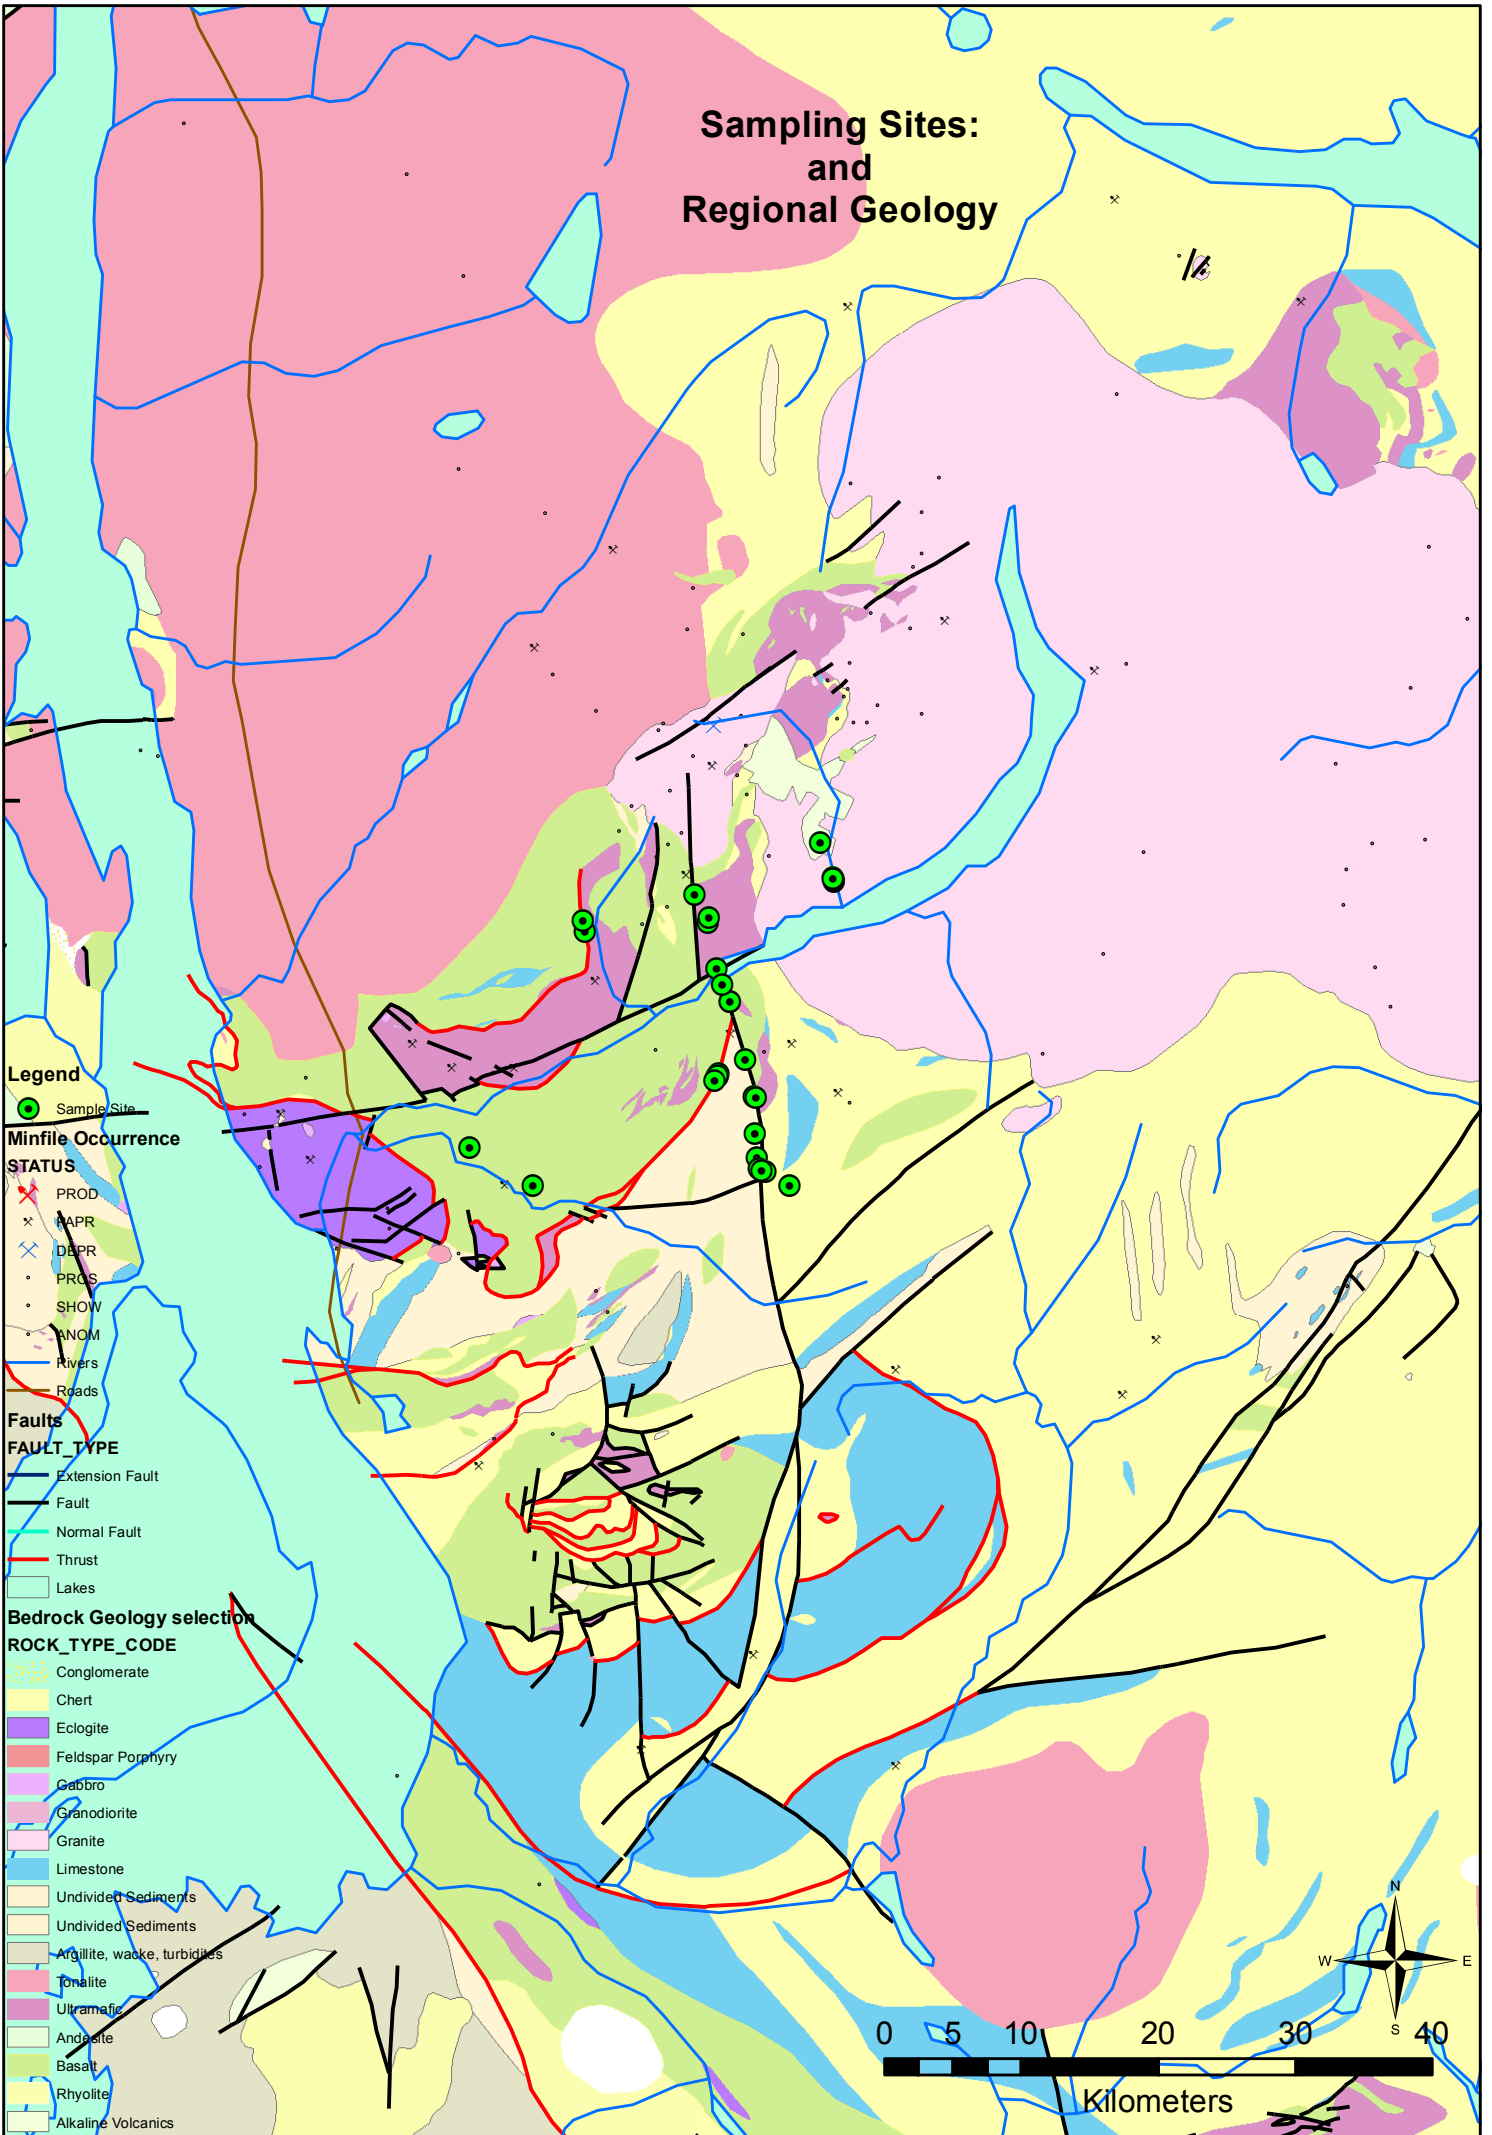 Sampling Sites:
and
Regional Geology
Legend
Sample Site
Minfile Occurrence
STATUS
PROD
PAPR
DEPR
PROS
SHOW
ANOM
Rivers
Roads
Faults
FAULT_TYPE
Extension Fault
Fault
Normal Fault
Thrust
Lakes
Bedrock Geology selection
ROCK_TYPE_CODE
Conglomerate
Chert
Eclogite
Feldspar Porphyry
Gabbro
Granodiorite
Granite
Limestone
Undivided Sediments
Undivided Sediments
Argillite, wacke, turbidites
Tonalite
Ultramafic
Andesite
Basalt
Rhyolite
Alkaline Volcanics
N
W E
S
0 5 10 20 30 40
Kilometers